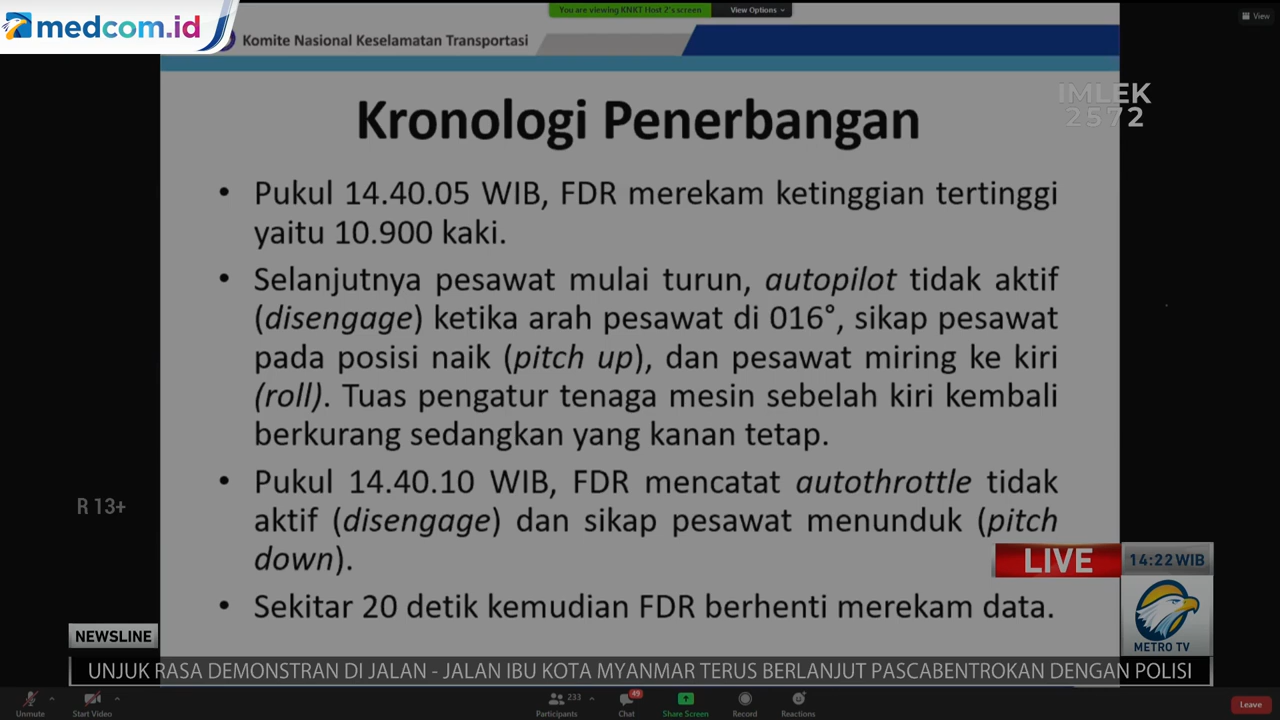 You are viewing KNKT Host 2's screen
View Options
View
medcom.id
Komite Nasional Keselamatan Transportasi
IMLEK
2572
Kronologi Penerbangan
• Pukul 14.40.05 WIB, FDR merekam ketinggian tertinggi
yaitu 10.900 kaki.
• Selanjutnya pesawat mulai turun, autopilot tidak aktif
(disengage) ketika arah pesawat di 016°, sikap pesawat
pada posisi naik (pitch up), dan pesawat miring ke kiri
(roll). Tuas pengatur tenaga mesin sebelah kiri kembali
berkurang sedangkan yang kanan tetap.
• Pukul 14.40.10 WIB, FDR mencatat autothrottle tidak
aktif (disengage) dan sikap pesawat menunduk (pitch
down).
• Sekitar 20 detik kemudian FDR berhenti merekam data.
R 13+
LIVE
14:22 WIB
METRO TV
NEWSLINE
UNJUK RASA DEMONSTRAN DI JALAN - JALAN IBU KOTA MYANMAR TERUS BERLANJUT PASCABENTROKAN DENGAN POLISI
Unmute
Start Video
233
Participants
49
Chat
Share Screen
Record
Reactions
Leave